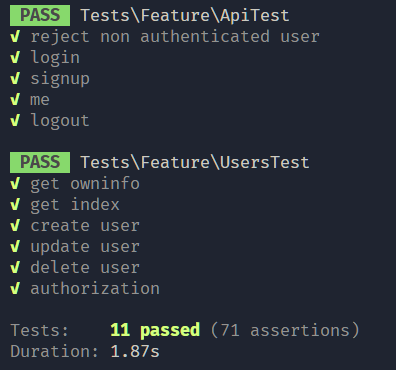 PASS Tests\Feature\ApiTest
✓ reject non authenticated user
✓ login
✓ signup
✓ me
✓ logout
PASS Tests\Feature\UsersTest
✓ get owninfo
✓ get index
✓ create user
✓ update user
✓ delete user
✓ authorization
Tests: 11 passed (71 assertions)
Duration: 1.87s